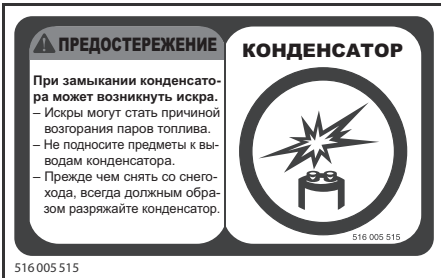 ПРЕДОСТЕРЕЖЕНИЕ
При замыкании конденсато-
ра может возникнуть искра.
– Искры могут стать причиной
возгорания паров топлива.
– Не подносите предметы к вы-
водам конденсатора.
– Прежде чем снять со снего-
хода, всегда должным обра-
зом разряжайте конденсатор.
КОНДЕНСАТОР
516 005 515
516 005 515